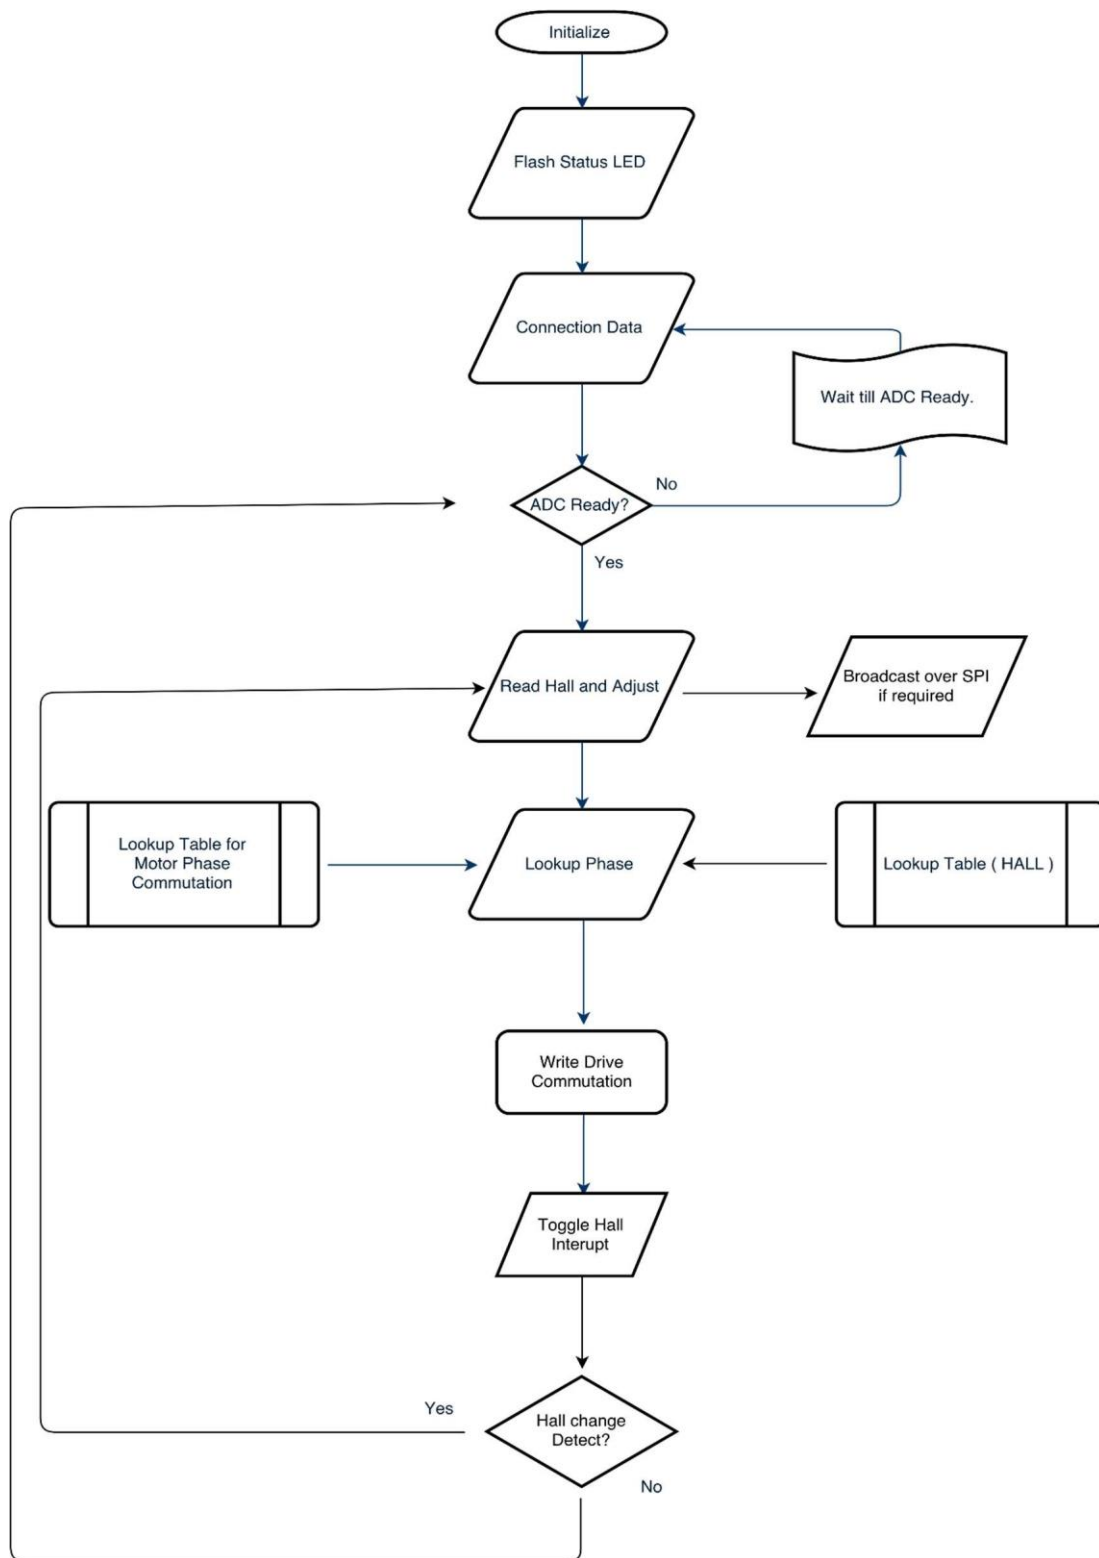 Initialize
Flash Status LED
Connection Data
Wait till ADC Ready.
ADC Ready?
No
Yes
Read Hall and Adjust
Broadcast over SPI
if required
Lookup Table for
Motor Phase
Commutation
Lookup Phase
Lookup Table ( HALL )
Write Drive
Commutation
Toggle Hall
Interupt
Yes
Hall change
Detect?
No